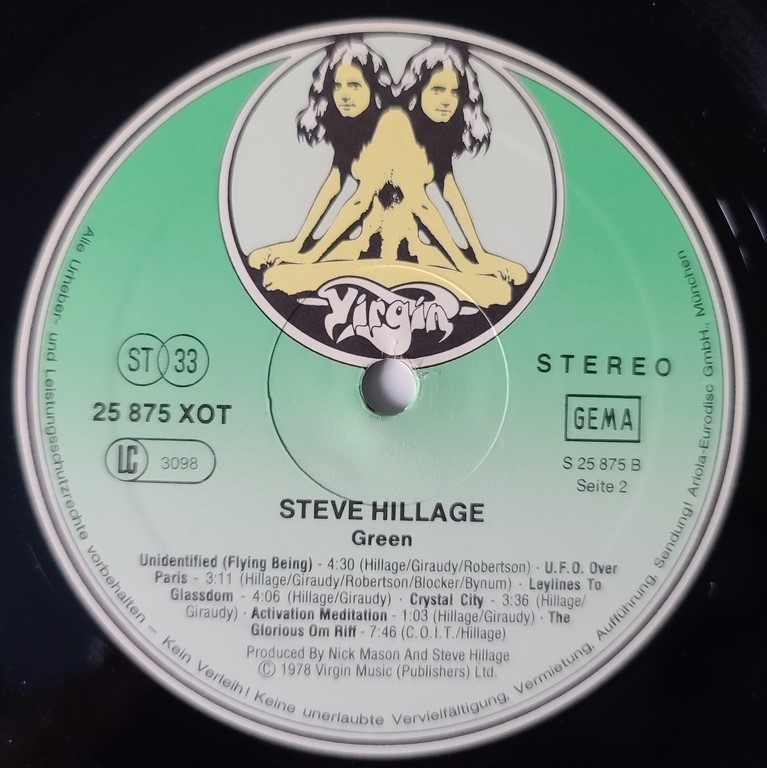 Virgin
ST 33
STEREO
25 875 XOT
GEMA
LC 3098
S 25 875 B
Seite 2
STEVE HILLAGE
Green
Unidentified (Flying Being) - 4:30 (Hillage/Giraudy/Robertson) · U.F.O. Over
Paris - 3:11 (Hillage/Giraudy/Robertson/Blocker/Bynum) · Leylines To
Glassdom - 4:06 (Hillage/Giraudy) · Crystal City - 3:36 (Hillage/
Giraudy) · Activation Meditation - 1:03 (Hillage/Giraudy) · The
Glorious Om Riff - 7:46 (C.O.I.T./Hillage)
Produced By Nick Mason And Steve Hillage
Ⓒ 1978 Virgin Music (Publishers) Ltd.
Alle Urheber- und Leistungsschutzrechte vorbehalten – Kein Verleih! Keine unerlaubte Vervielfältigung, Vermietung, Aufführung, Sendung! Ariola-Eurodisc GmbH., München